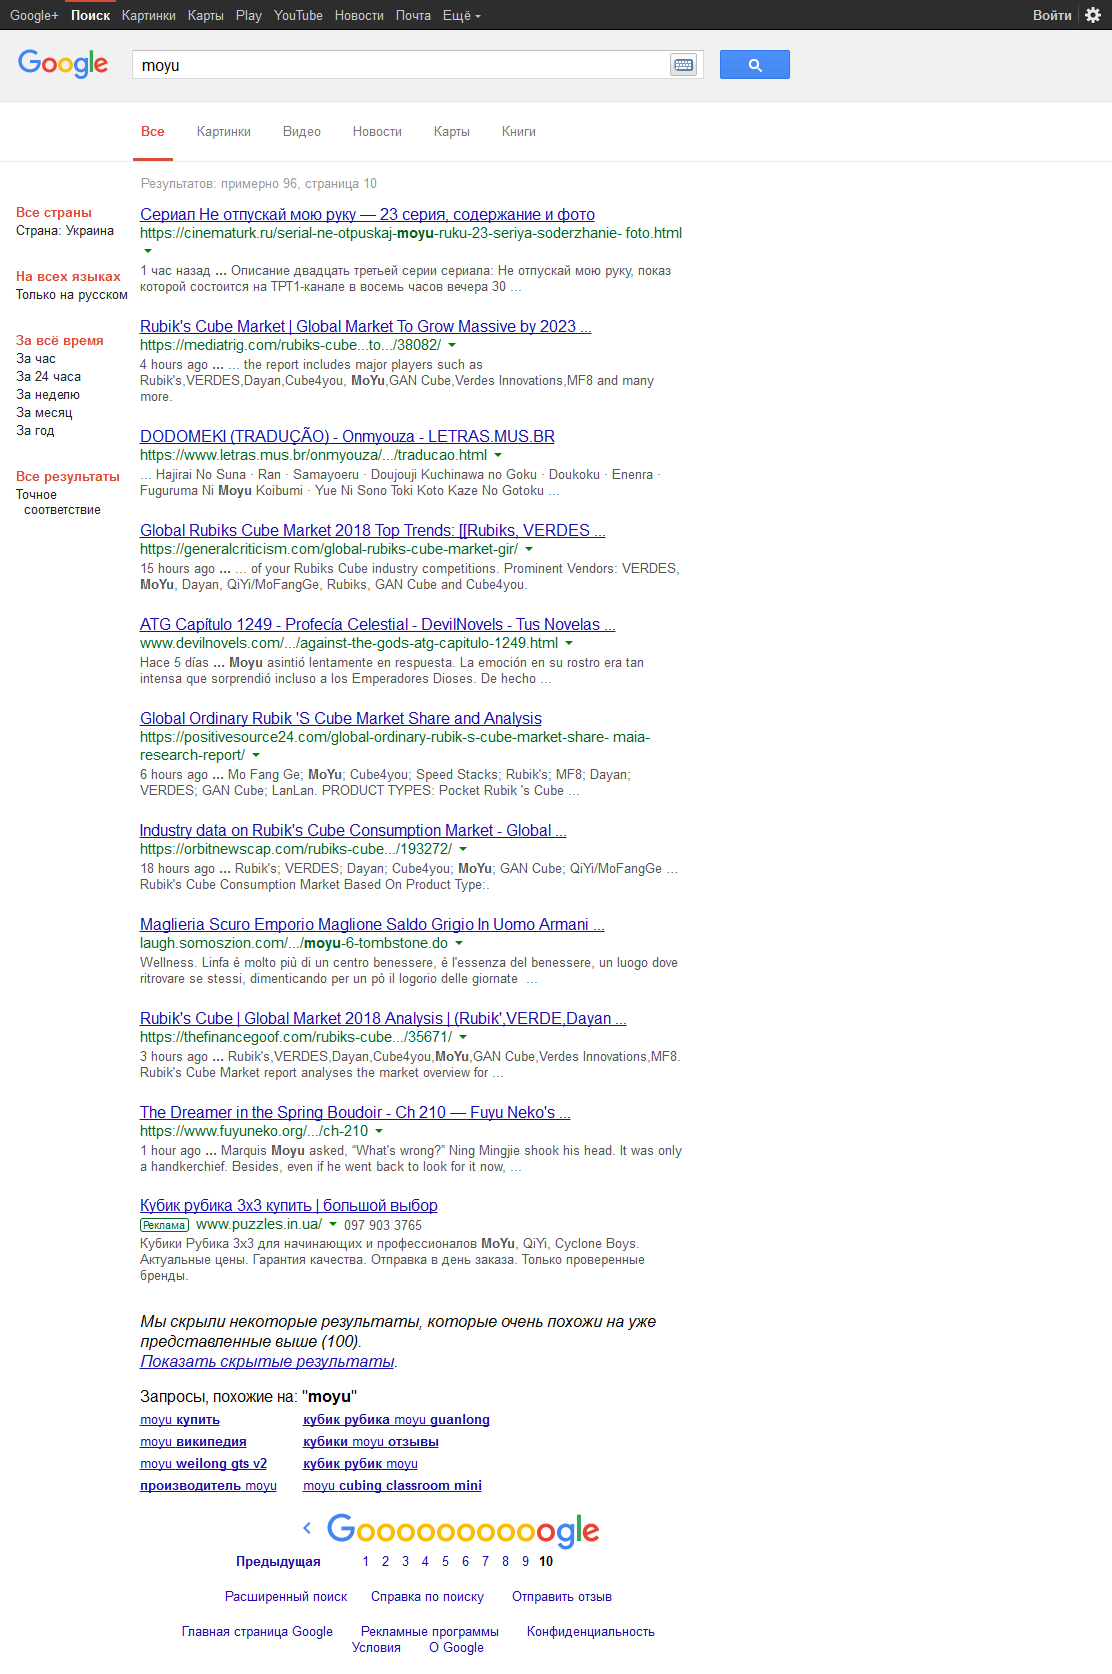 Google+ Поиск Картинки Карты Play YouTube Новости Почта Ещё Войти
Google moyu
Все Картинки Видео Новости Карты Книги
Результатов: примерно 96, страница 10
Все страны
Страна: Украина
На всех языках
Только на русском
За всё время
За час
За 24 часа
За неделю
За месяц
За год
Все результаты
Точное
соответствие
Сериал Не отпускай мою руку — 23 серия, содержание и фото
https://cinematurk.ru/serial-ne-otpuskaj-moyu-ruku-23-seriya-soderzhanie- foto.html
1 час назад ... Описание двадцать третьей серии сериала: Не отпускай мою руку, показ
которой состоится на ТРТ1-канале в восемь часов вечера 30 ...
Rubik's Cube Market | Global Market To Grow Massive by 2023 ...
https://mediatrig.com/rubiks-cube...to.../38082/
4 hours ago ... ... the report includes major players such as
Rubik's,VERDES,Dayan,Cube4you, MoYu,GAN Cube,Verdes Innovations,MF8 and many
more.
DODOMEKI (TRADUÇÃO) - Onmyouza - LETRAS.MUS.BR
https://www.letras.mus.br/onmyouza/.../traducao.html
... Hajirai No Suna · Ran · Samayoeru · Doujouji Kuchinawa no Goku · Doukoku · Enenra ·
Fuguruma Ni Moyu Koibumi · Yue Ni Sono Toki Koto Kaze No Gotoku ...
Global Rubiks Cube Market 2018 Top Trends: [[Rubiks, VERDES ...
https://generalcriticism.com/global-rubiks-cube-market-gir/
15 hours ago ... ... of your Rubiks Cube industry competitions. Prominent Vendors: VERDES,
MoYu, Dayan, QiYi/MoFangGe, Rubiks, GAN Cube and Cube4you.
ATG Capítulo 1249 - Profecía Celestial - DevilNovels - Tus Novelas ...
www.devilnovels.com/.../against-the-gods-atg-capitulo-1249.html
Hace 5 días ... Moyu asintió lentamente en respuesta. La emoción en su rostro era tan
intensa que sorprendió incluso a los Emperadores Dioses. De hecho ...
Global Ordinary Rubik 'S Cube Market Share and Analysis
https://positivesource24.com/global-ordinary-rubik-s-cube-market-share- maia-
research-report/
6 hours ago ... Mo Fang Ge; MoYu; Cube4you; Speed Stacks; Rubik's; MF8; Dayan;
VERDES; GAN Cube; LanLan. PRODUCT TYPES: Pocket Rubik 's Cube ...
Industry data on Rubik's Cube Consumption Market - Global ...
https://orbitnewscap.com/rubiks-cube.../193272/
18 hours ago ... Rubik's; VERDES; Dayan; Cube4you; MoYu; GAN Cube; QiYi/MoFangGe ...
Rubik's Cube Consumption Market Based On Product Type:.
Maglieria Scuro Emporio Maglione Saldo Grigio In Uomo Armani ...
laugh.somoszion.com/.../moyu-6-tombstone.do
Wellness. Linfa è molto più di un centro benessere, è l'essenza del benessere, un luogo dove
ritrovare se stessi, dimenticando per un pò il logorio delle giornate ...
Rubik's Cube | Global Market 2018 Analysis | (Rubik',VERDE,Dayan ...
https://thefinancegoof.com/rubiks-cube.../35671/
3 hours ago ... Rubik's,VERDES,Dayan,Cube4you,MoYu,GAN Cube,Verdes Innovations,MF8.
Rubik's Cube Market report analyses the market overview for ...
The Dreamer in the Spring Boudoir - Ch 210 — Fuyu Neko's ...
https://www.fuyuneko.org/.../ch-210
1 hour ago ... Marquis Moyu asked, “What's wrong?” Ning Mingjie shook his head. It was only
a handkerchief. Besides, even if he went back to look for it now, ...
Кубик рубика 3х3 купить | большой выбор
Реклама www.puzzles.in.ua/ 097 903 3765
Кубики Рубика 3х3 для начинающих и профессионалов MoYu, QiYi, Cyclone Boys.
Актуальные цены. Гарантия качества. Отправка в день заказа. Только проверенные
бренды.
Мы скрыли некоторые результаты, которые очень похожи на уже
представленные выше (100).
Показать скрытые результаты.
Запросы, похожие на: "moyu"
moyu купить кубик рубика moyu guanlong
moyu википедия кубики moyu отзывы
moyu weilong gts v2 кубик рубик moyu
производитель moyu moyu cubing classroom mini
Goooooooooogle
Предыдущая 1 2 3 4 5 6 7 8 9 10
Расширенный поиск Справка по поиску Отправить отзыв
Главная страница Google Рекламные программы Конфиденциальность
Условия О Google